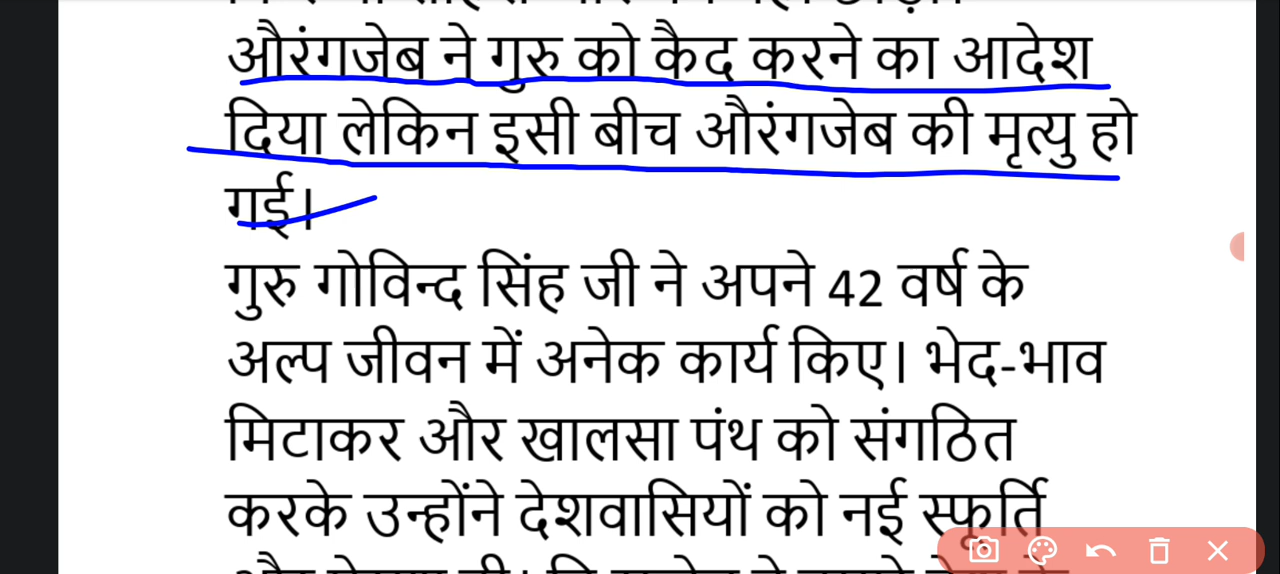 औरंगजेब ने गुरु को कैद करने का आदेश
दिया लेकिन इसी बीच औरंगजेब की मृत्यु हो
गई।
गुरु गोविन्द सिंह जी ने अपने 42 वर्ष के
अल्प जीवन में अनेक कार्य किए। भेद-भाव
मिटाकर और खालसा पंथ को संगठित
करके उन्होंने देशवासियों को नई स्फूर्ति